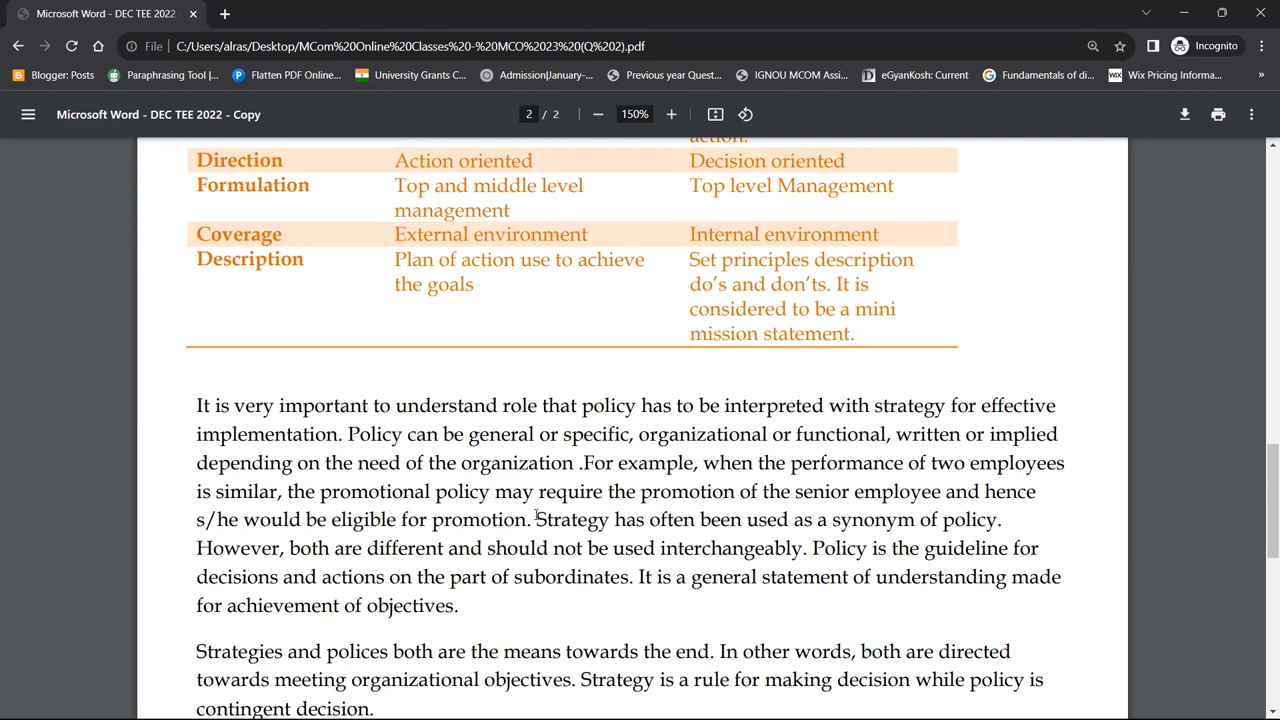 Microsoft Word - DEC TEE 2022 -
File C:/Users/alras/Desktop/MCom%20Online%20Classes%20-%20MCO%2023%20(Q%202).pdf Incognito
Blogger: Posts Paraphrasing Tool |... Flatten PDF Online... University Grants C... Admission|January-... Previous year Quest... IGNOU MCOM Assi... eGyanKosh: Current Fundamentals of di... Wix Pricing Informa... »
Microsoft Word - DEC TEE 2022 - Copy 2 / 2 150%
action.
Direction Action oriented Decision oriented
Formulation Top and middle level Top level Management
management
Coverage External environment Internal environment
Description Plan of action use to achieve Set principles description
the goals do's and don'ts. It is
considered to be a mini
mission statement.
It is very important to understand role that policy has to be interpreted with strategy for effective
implementation. Policy can be general or specific, organizational or functional, written or implied
depending on the need of the organization .For example, when the performance of two employees
is similar, the promotional policy may require the promotion of the senior employee and hence
s/he would be eligible for promotion. Strategy has often been used as a synonym of policy.
However, both are different and should not be used interchangeably. Policy is the guideline for
decisions and actions on the part of subordinates. It is a general statement of understanding made
for achievement of objectives.
Strategies and polices both are the means towards the end. In other words, both are directed
towards meeting organizational objectives. Strategy is a rule for making decision while policy is
contingent decision.